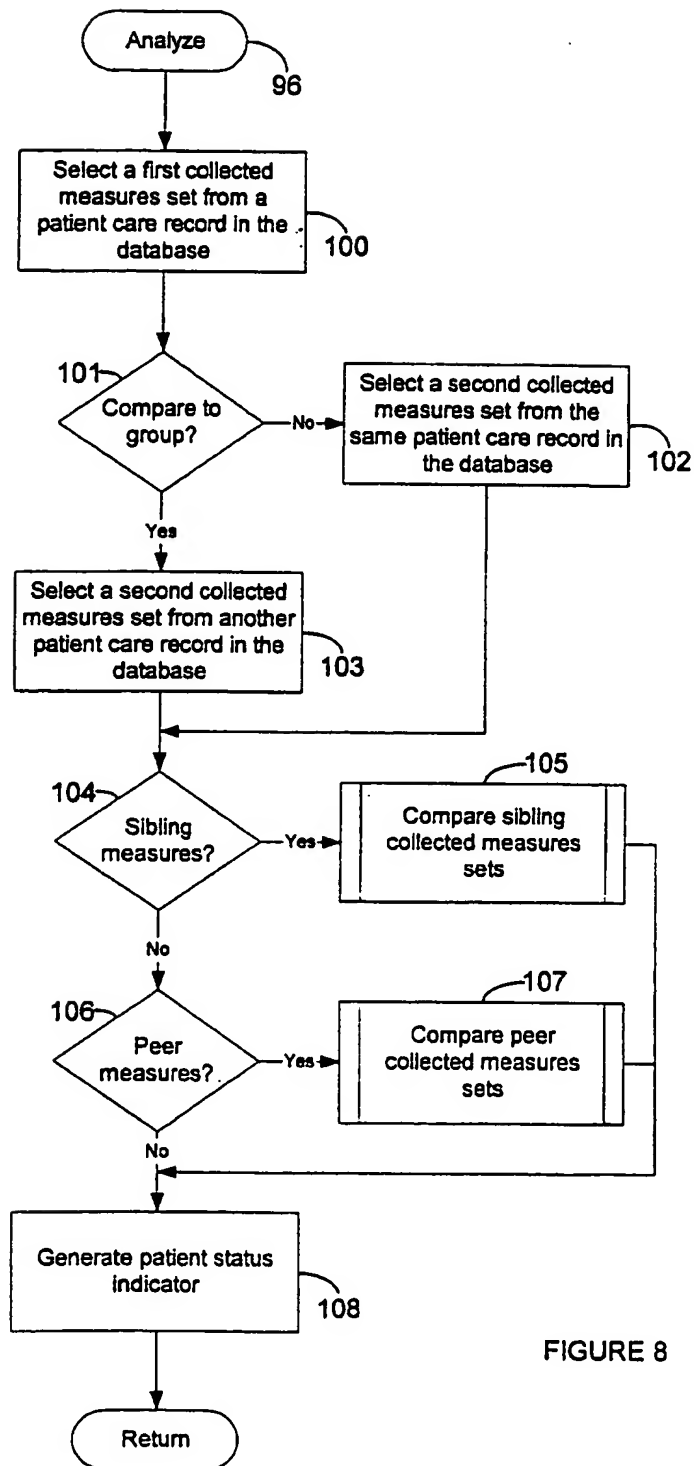 Analyze
96
Select a first collected
measures set from a
patient care record in the
database
100
101
Compare to
group?
No
Select a second collected
measures set from the
same patient care record in
the database
102
Yes
Select a second collected
measures set from another
patient care record in the
database
103
104
Sibling
measures?
Yes
105
Compare sibling
collected measures
sets
No
106
Peer
measures?
Yes
107
Compare peer
collected measures
sets
No
Generate patient status
indicator
108
FIGURE 8
Return